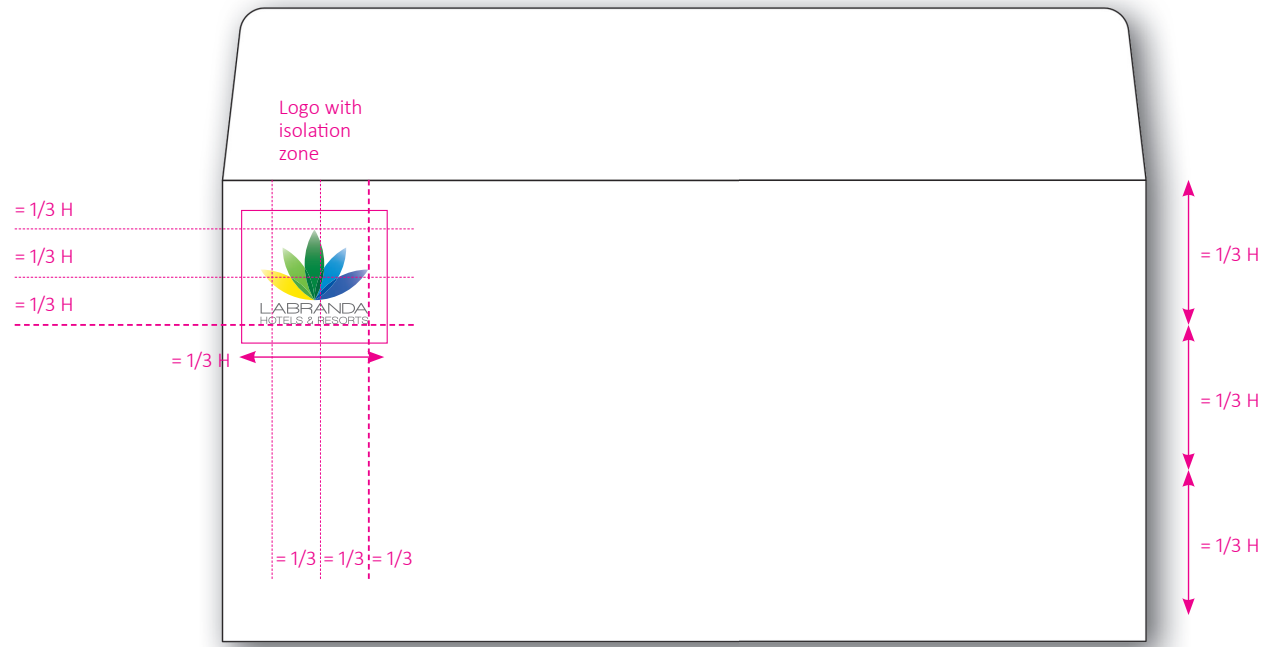 Logo with
isolation
zone
= 1/3 H
= 1/3 H
= 1/3 H
LABRANDA
HOTELS & RESORTS
= 1/3 H
= 1/3 = 1/3 = 1/3
= 1/3 H
= 1/3 H
= 1/3 H